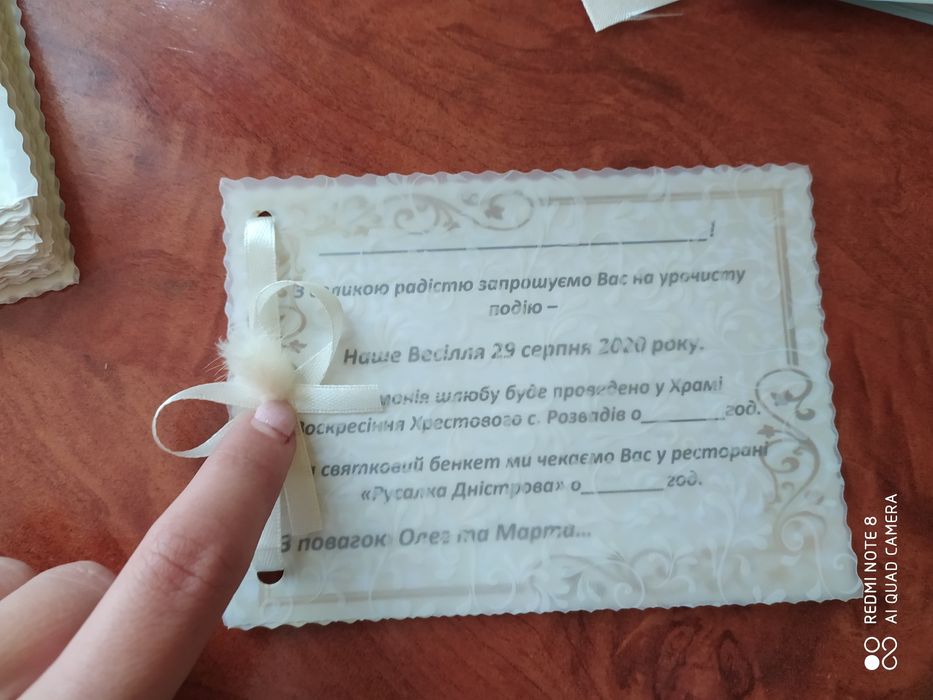 !
З великою радістю запрошуємо Вас на урочисту
подію –
Наше Весілля 29 серпня 2020 року.
монія шлюбу буде проведено у Храмі
Воскресіння Хрестового с. Розвадів о________год.
святковий бенкет ми чекаємо Вас у ресторані
«Русалка Дністрова» о________год.
З повагою Олег та Марта...
REDMI NOTE 8
AI QUAD CAMERA